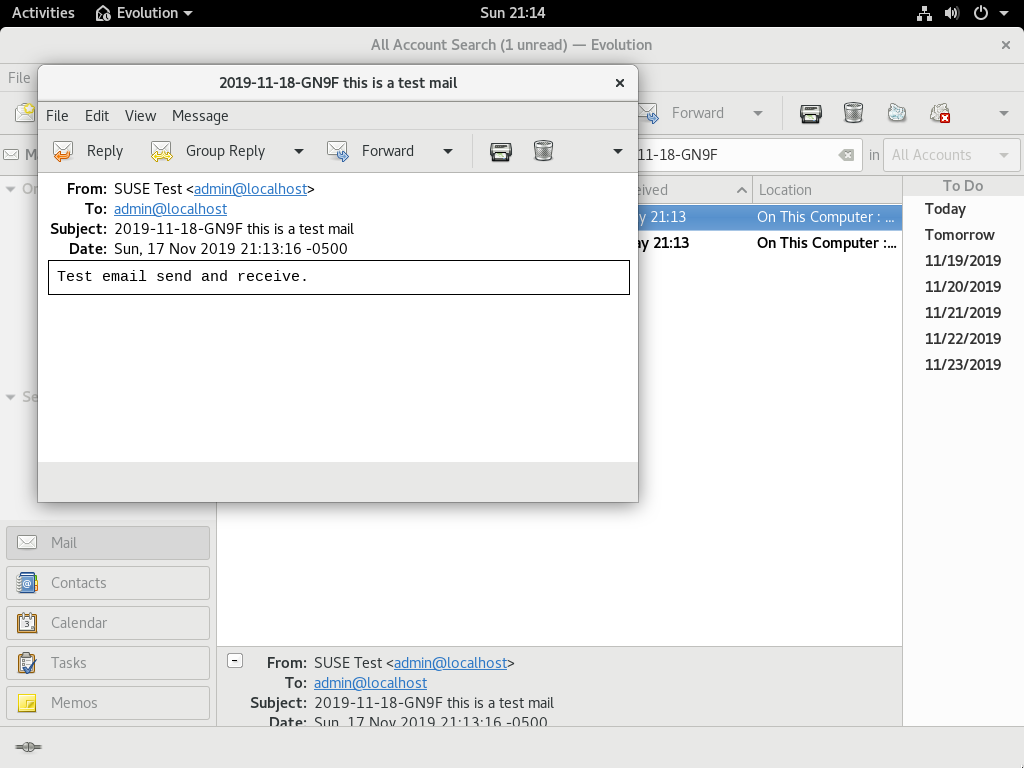 Activities Evolution Sun 21:14
All Account Search (1 unread) — Evolution
File
2019-11-18-GN9F this is a test mail
File Edit View Message
Reply Group Reply Forward
From: SUSE Test <admin@localhost>
To: admin@localhost
Subject: 2019-11-18-GN9F this is a test mail
Date: Sun, 17 Nov 2019 21:13:16 -0500
Test email send and receive.
Forward
11-18-GN9F in All Accounts
Location
21:13 On This Computer : ...
21:13 On This Computer :...
To Do
Today
Tomorrow
11/19/2019
11/20/2019
11/21/2019
11/22/2019
11/23/2019
Mail
Contacts
Calendar
Tasks
Memos
From: SUSE Test <admin@localhost>
To: admin@localhost
Subject: 2019-11-18-GN9F this is a test mail
Date: Sun, 17 Nov 2019 21:13:16 -0500